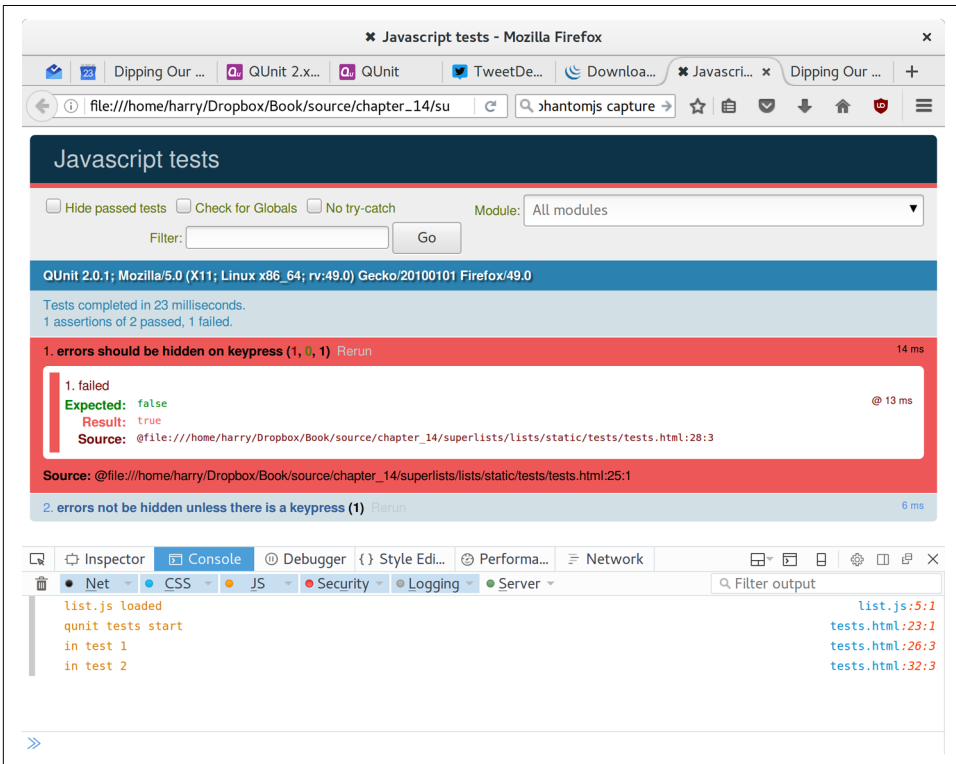 ✖ Javascript tests - Mozilla Firefox ×
23 Dipping Our ... QUnit 2.x... QUnit TweetDe... Downloa... ✖ Javascri... × Dipping Our ... +
file:///home/harry/Dropbox/Book/source/chapter_14/su phantomjs capture →
Javascript tests
Hide passed tests Check for Globals No try-catch Module: All modules
Filter: Go
QUnit 2.0.1; Mozilla/5.0 (X11; Linux x86_64; rv:49.0) Gecko/20100101 Firefox/49.0
Tests completed in 23 milliseconds.
1 assertions of 2 passed, 1 failed.
1. errors should be hidden on keypress (1, 0, 1) Rerun 14 ms
1. failed
@ 13 ms
Expected: false
Result: true
Source: @file:///home/harry/Dropbox/Book/source/chapter_14/superlists/lists/static/tests/tests.html:28:3
Source: @file:///home/harry/Dropbox/Book/source/chapter_14/superlists/lists/static/tests/tests.html:25:1
2. errors not be hidden unless there is a keypress (1) Rerun 6 ms
Inspector Console Debugger {} Style Edi... Performa... Network
Net CSS JS Security Logging Server Filter output
list.js loaded list.js:5:1
qunit tests start tests.html:23:1
in test 1 tests.html:26:3
in test 2 tests.html:32:3